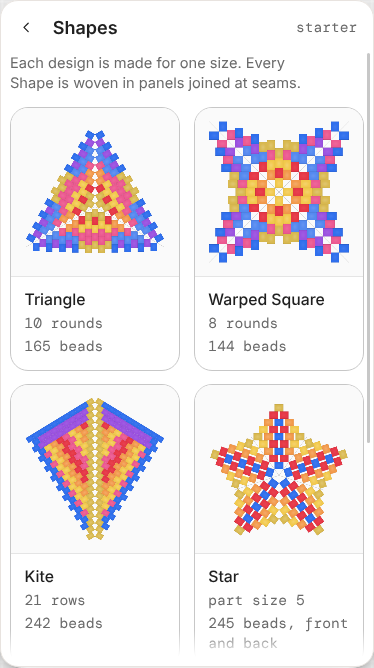 Shapes
starter
Each design is made for one size. Every
Shape is woven in panels joined at seams.
Triangle
10 rounds
165 beads
Warped Square
8 rounds
144 beads
Kite
21 rows
242 beads
Star
part size 5
245 beads, front
and back